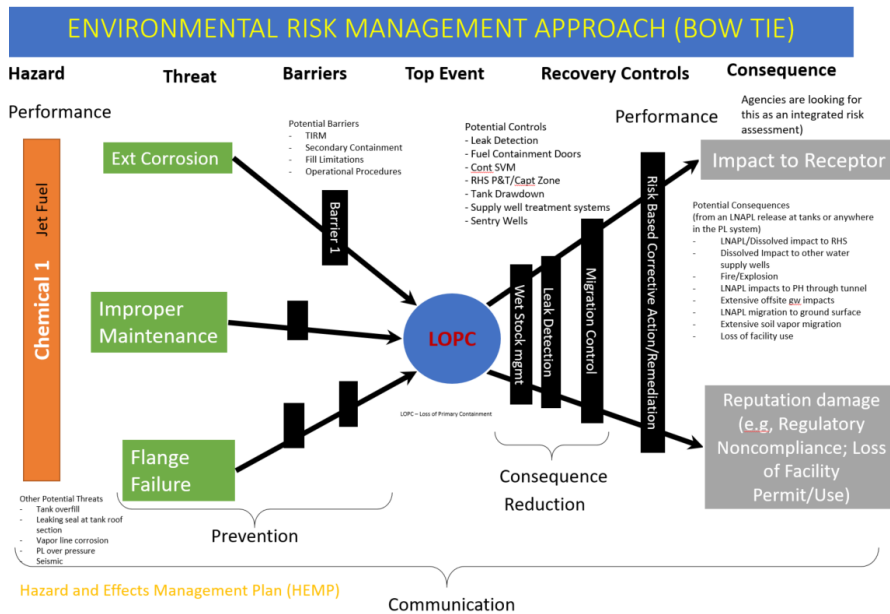 ENVIRONMENTAL RISK MANAGEMENT APPROACH (BOW TIE)
Hazard
Threat
Barriers
Top Event
Recovery Controls
Consequence
Performance
Performance
Agencies are looking for
this as an integrated risk
assessment)
Chemical 1 Jet Fuel
Ext Corrosion
Improper
Maintenance
Flange
Failure
Potential Barriers
- TIRM
- Secondary Containment
- Fill Limitations
- Operational Procedures
Barrier 1
LOPC
LOPC – Loss of Primary Containment
Potential Controls
- Leak Detection
- Fuel Containment Doors
- Cont SVM
- RHS P&T/Capt Zone
- Tank Drawdown
- Supply well treatment systems
- Sentry Wells
Wet Stock mgmt
Leak Detection
Migration Control
Risk Based Corrective Action/Remediation
Impact to Receptor
Potential Consequences
(from an LNAPL release at tanks or anywhere
in the PL system)
- LNAPL/Dissolved impact to RHS
- Dissolved Impact to other water
supply wells
- Fire/Explosion
- LNAPL impacts to PH through tunnel
- Extensive offsite gw impacts
- LNAPL migration to ground surface
- Extensive soil vapor migration
- Loss of facility use
Reputation damage
(e.g, Regulatory
Noncompliance; Loss
of Facility
Permit/Use)
Other Potential Threats
- Tank overfill
- Leaking seal at tank roof
section
- Vapor line corrosion
- PL over pressure
Seismic
Prevention
Consequence
Reduction
Hazard and Effects Management Plan (HEMP)
Communication